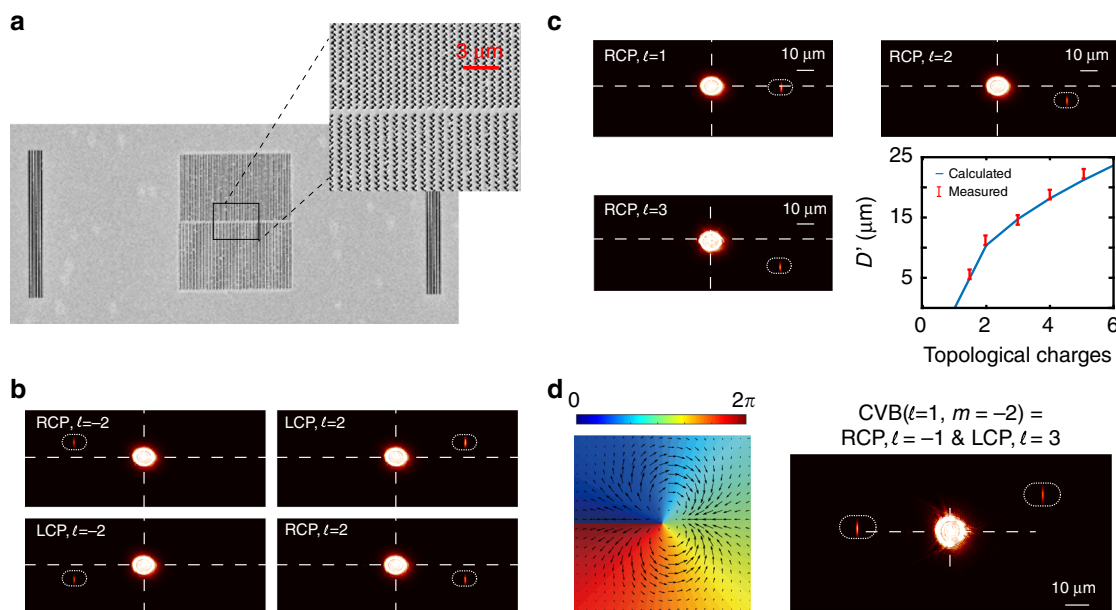 a
3 μm
b
RCP, ℓ=−2
LCP, ℓ=2
LCP, ℓ=−2
RCP, ℓ=2
c
RCP, ℓ=1
10 μm
RCP, ℓ=2
10 μm
RCP, ℓ=3
10 μm
25
15
5
D’ (μm)
Calculated
Measured
0 2 4 6
Topological charges
d
0 2π
CVB(ℓ=1, m = −2) =
RCP, ℓ = −1 & LCP, ℓ = 3
10 μm